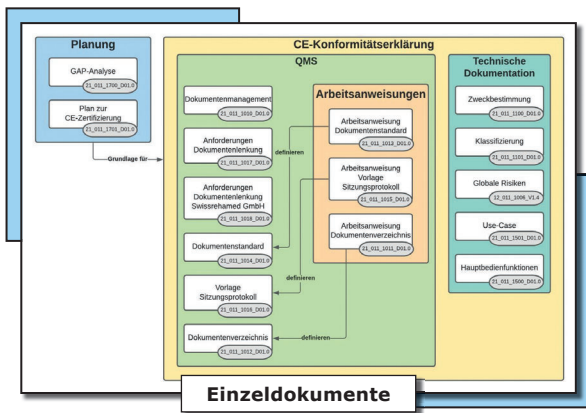 Planung
GAP-Analyse
21_011_1700_D01.0
Plan zur
CE-Zertifizierung
21_011_1701_D01.0
Grundlage für
CE-Konformitätserklärung
QMS
Dokumentenmanagement
21_011_1010_D01.0
Anforderungen
Dokumentenlenkung
21_011_1017_D01.0
Anforderungen
Dokumentenlenkung
Swissrehamed GmbH
21_011_1018_D01.0
Dokumentenstandard
21_011_1014_D01.0
Vorlage
Sitzungsprotokoll
21_011_1016_D01.0
Dokumentenverzeichnis
21_011_1012_D01.0
definieren
definieren
definieren
Arbeitsanweisungen
Arbeitsanweisung
Dokumentenstandard
21_011_1013_D01.0
Arbeitsanweisung
Vorlage
Sitzungsprotokoll
21_011_1015_D01.0
Arbeitsanweisung
Dokumentenverzeichnis
21_011_1011_D01.0
Technische
Dokumentation
Zweckbestimmung
21_011_1100_D01.0
Klassifizierung
21_011_1101_D01.0
Globale Risiken
12_011_1006_V1.4
Use-Case
21_011_1501_D01.0
Hauptbedienfunktionen
21_011_1500_D01.0
Einzeldokumente